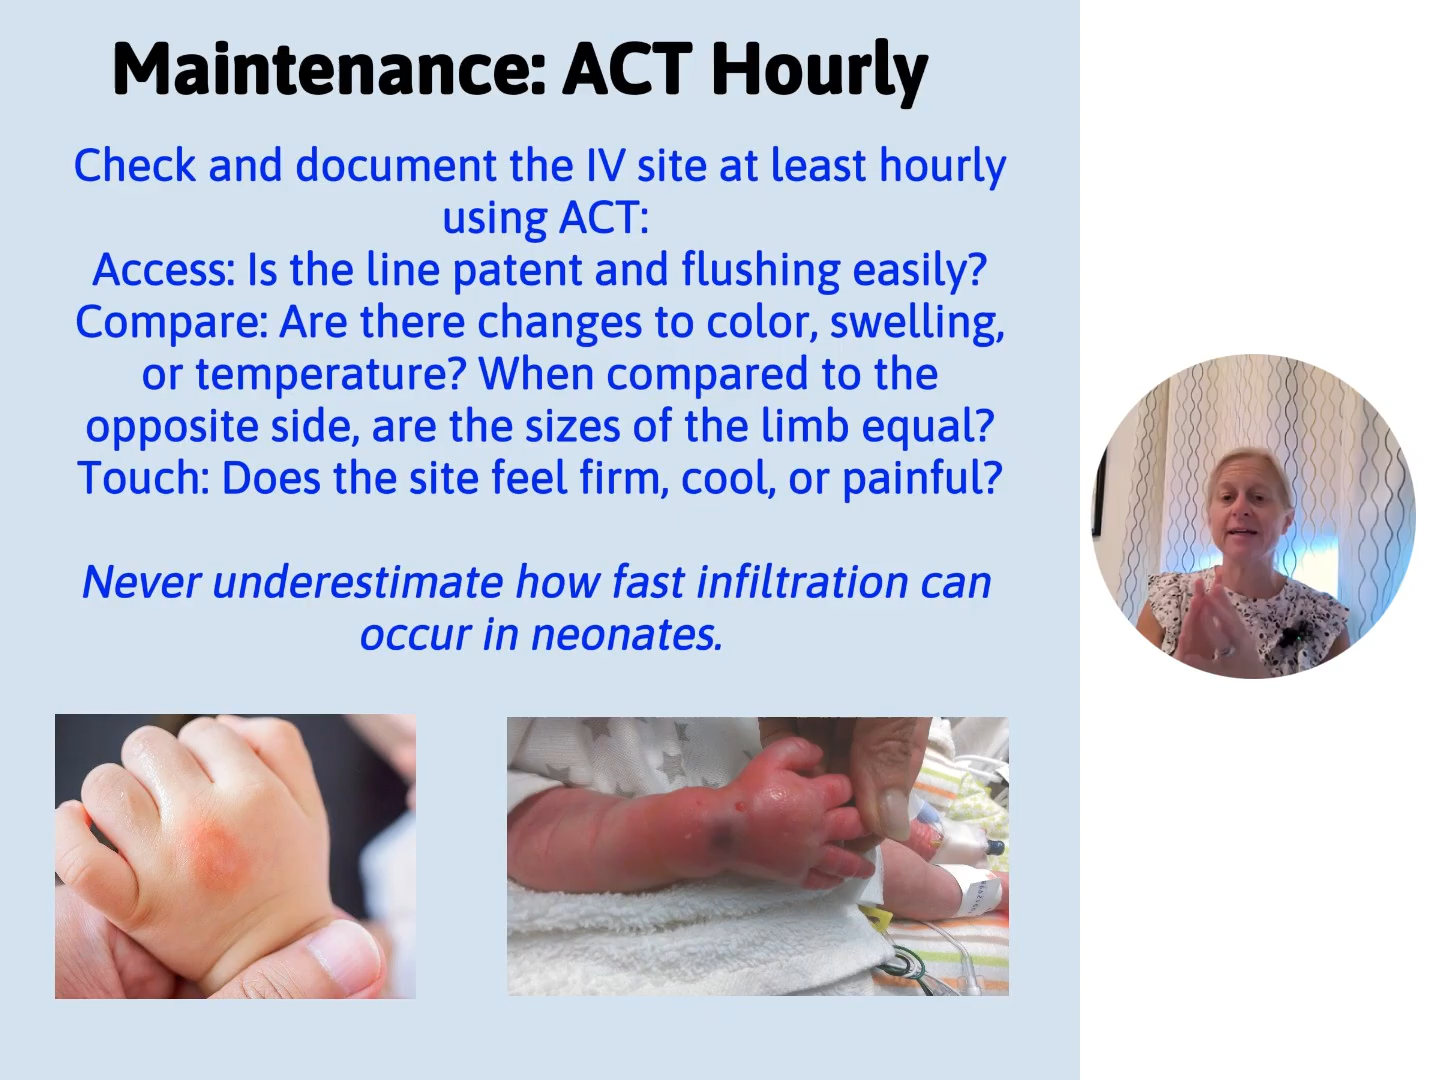 Maintenance: ACT Hourly
Check and document the IV site at least hourly
using ACT:
Access: Is the line patent and flushing easily?
Compare: Are there changes to color, swelling,
or temperature? When compared to the
opposite side, are the sizes of the limb equal?
Touch: Does the site feel firm, cool, or painful?
Never underestimate how fast infiltration can
occur in neonates.